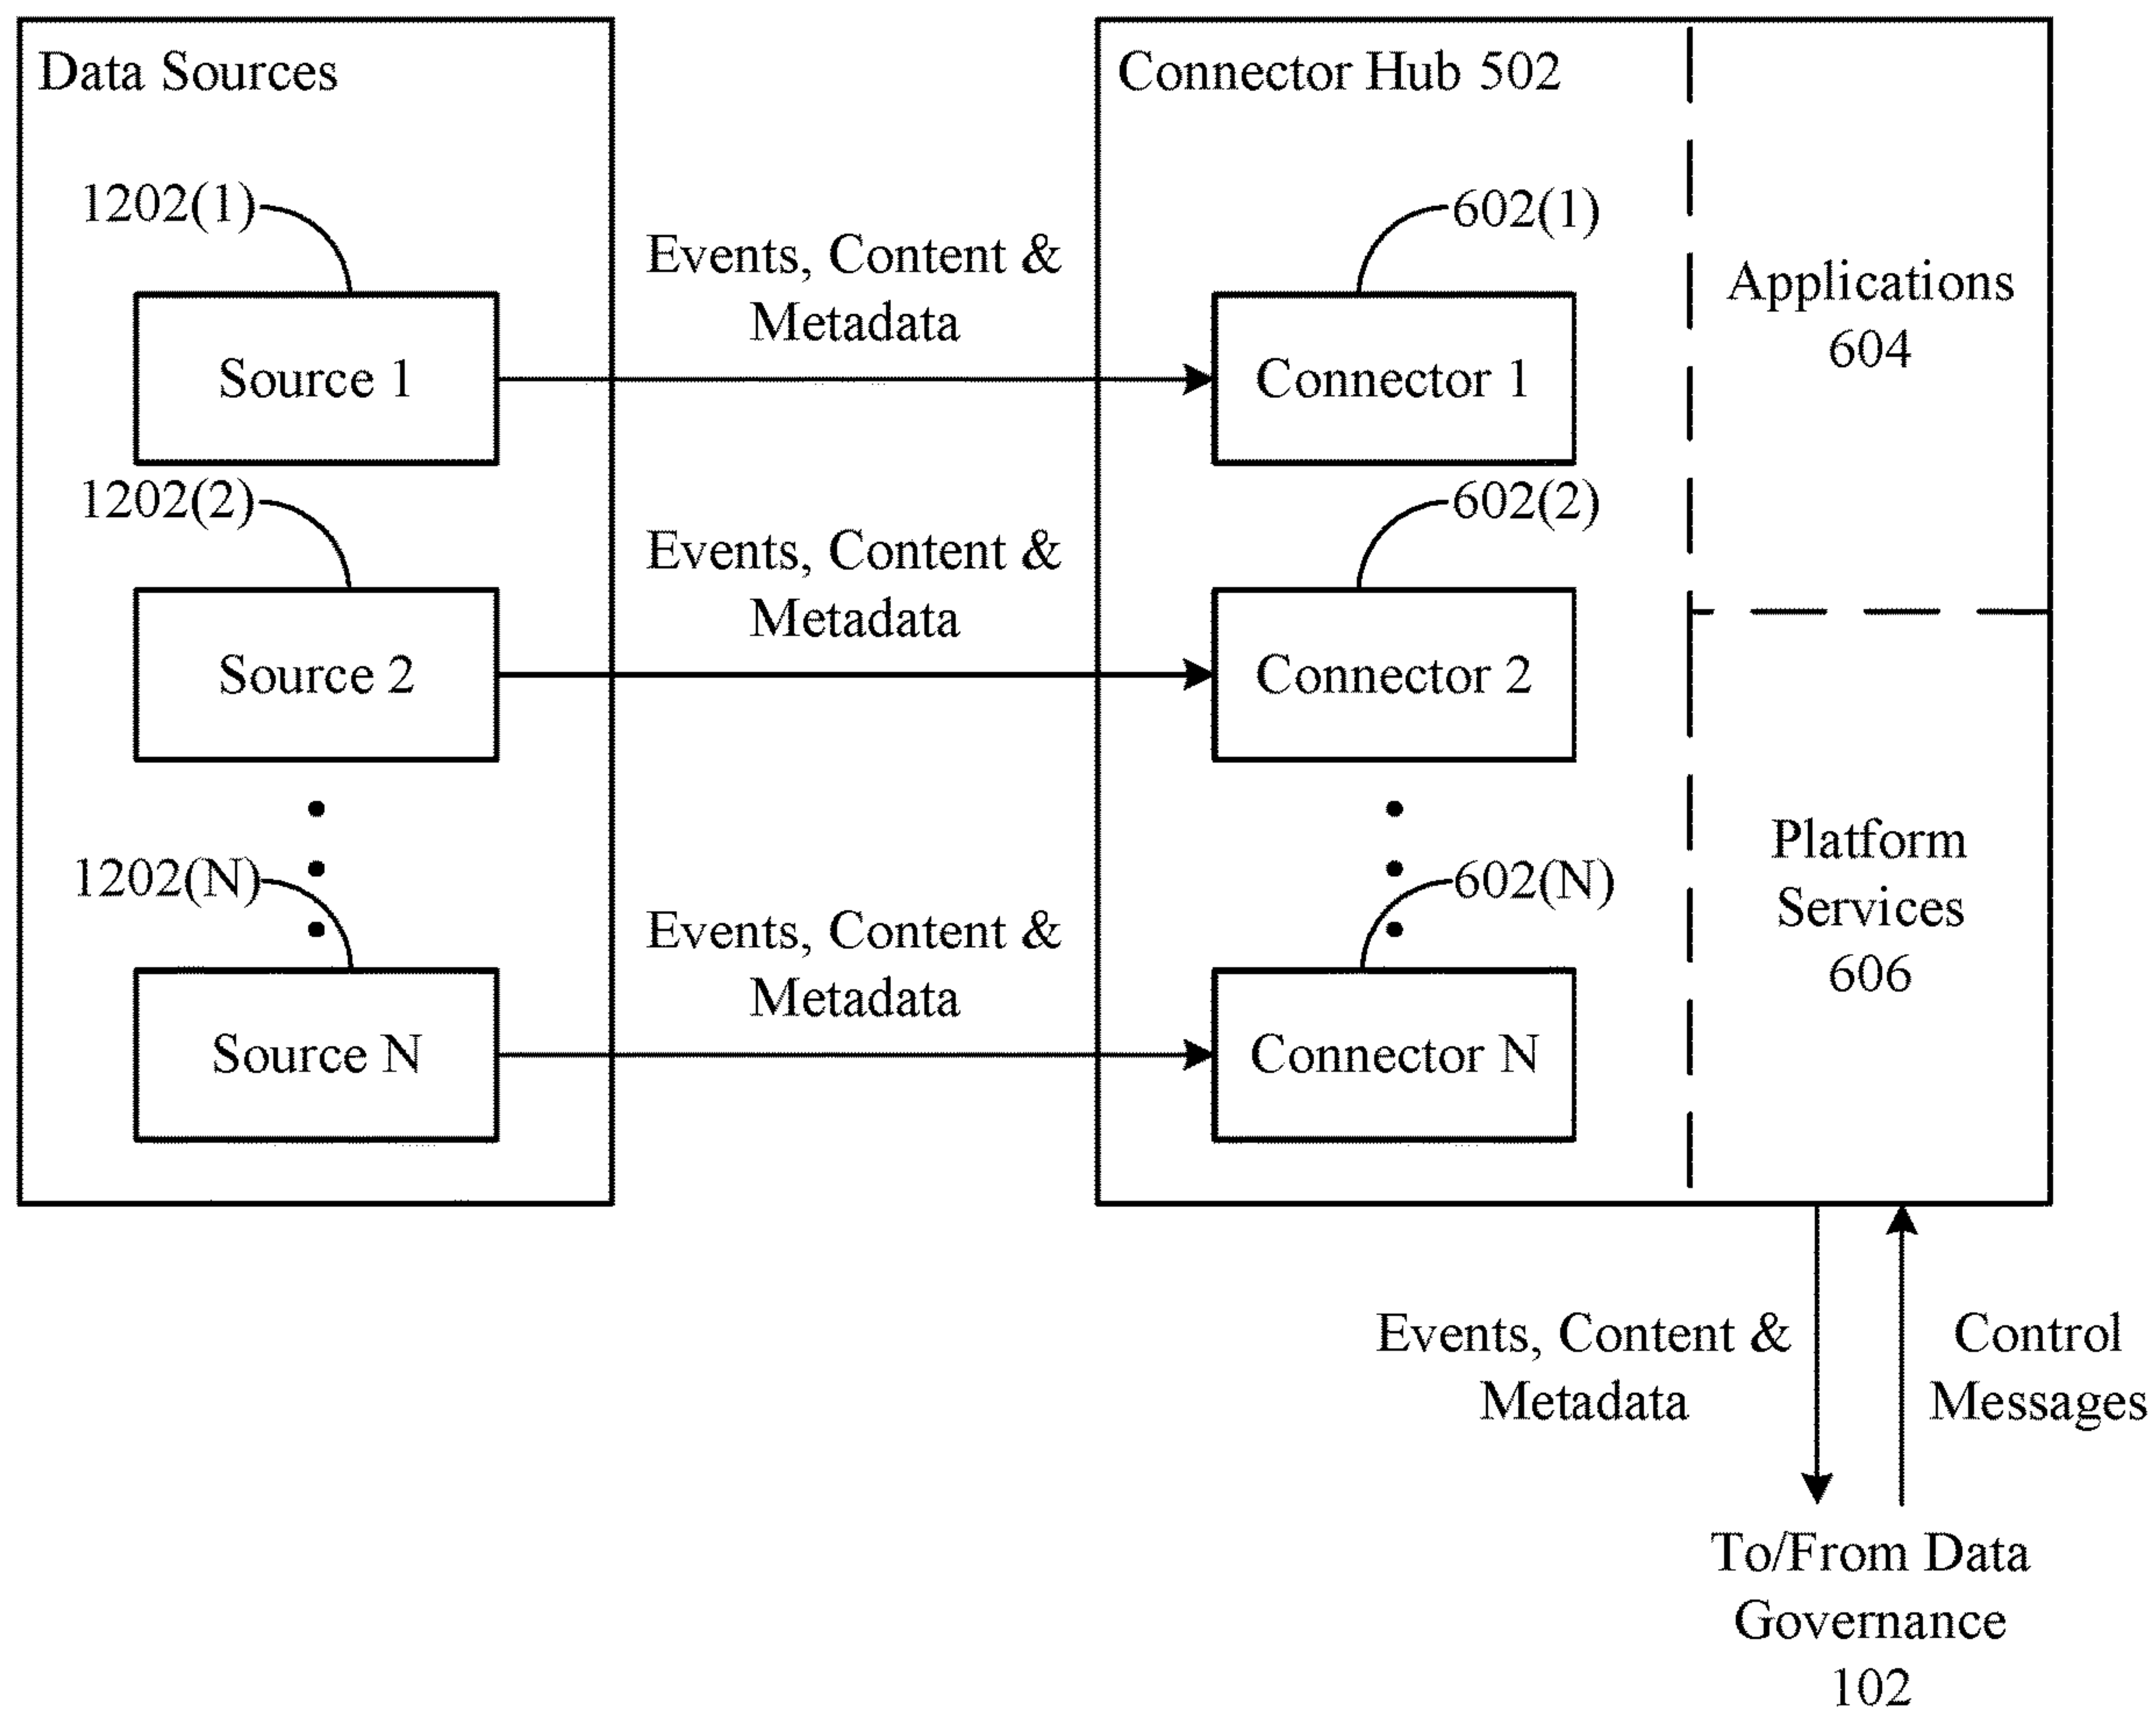 Data Sources
1202(1)
Source 1
1202(2)
Source 2
1202(N)
Source N
Events, Content &
Metadata
Events, Content &
Metadata
Events, Content &
Metadata
Connector Hub 502
602(1)
Connector 1
602(2)
Connector 2
602(N)
Connector N
Applications
604
Platform
Services
606
Events, Content &
Metadata
Control
Messages
To/From Data
Governance
102